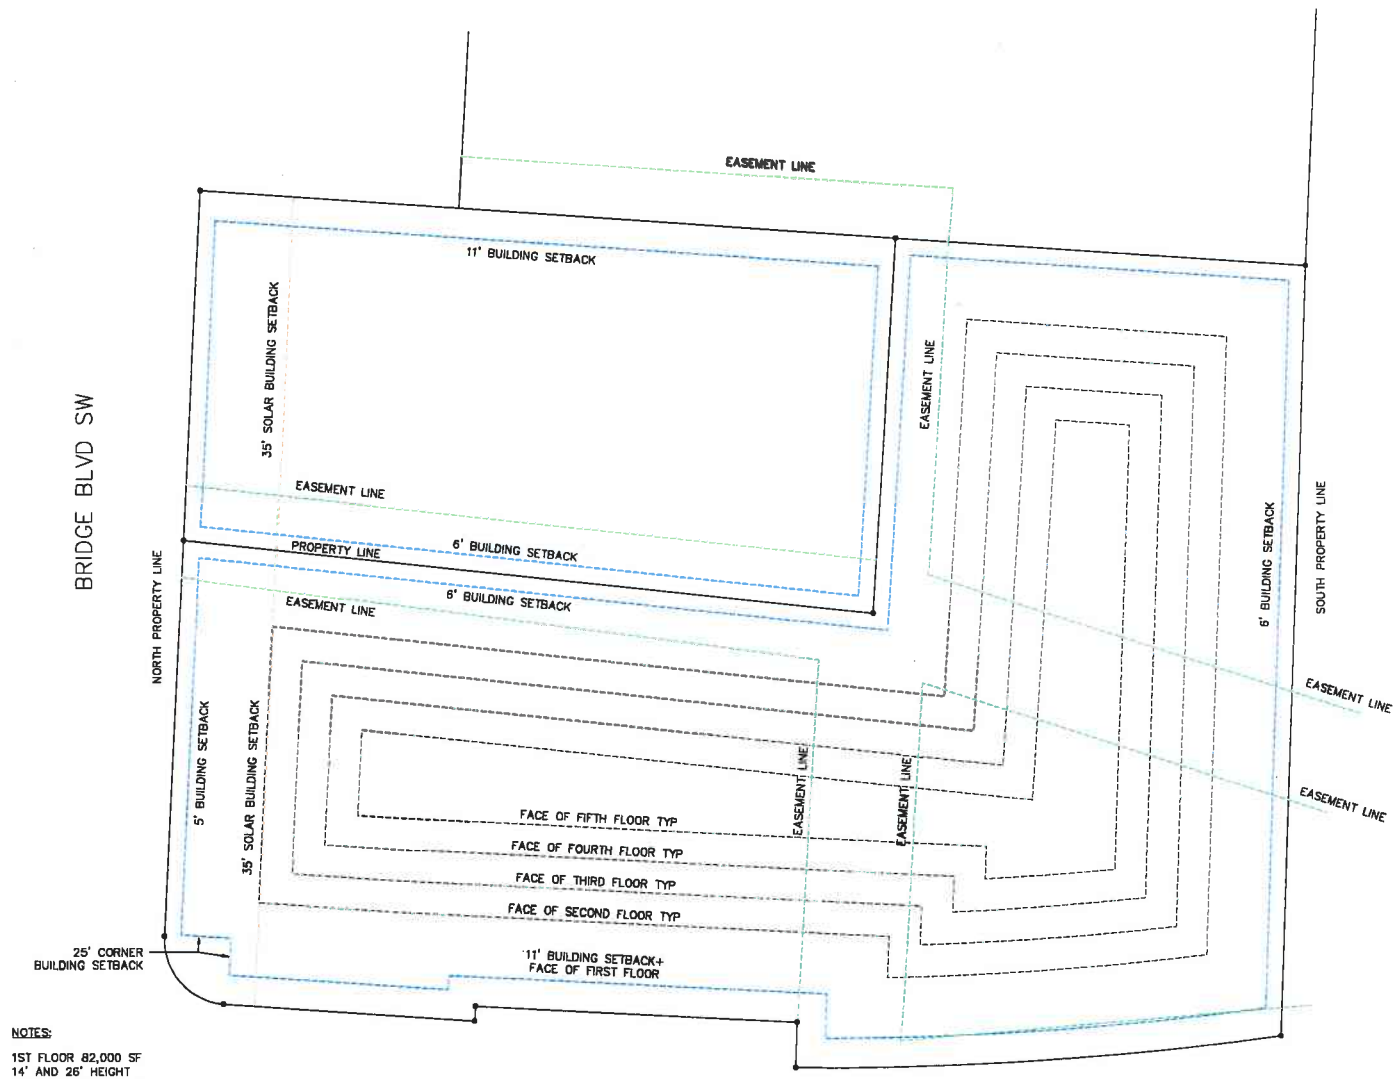 EASEMENT LINE
11' BUILDING SETBACK
35' SOLAR BUILDING SETBACK
EASEMENT LINE
BRIDGE BLVD SW
EASEMENT LINE
PROPERTY LINE
6' BUILDING SETBACK
6' BUILDING SETBACK
EASEMENT LINE
NORTH PROPERTY LINE
6' BUILDING SETBACK
SOUTH PROPERTY LINE
EASEMENT LINE
EASEMENT LINE
5' BUILDING SETBACK
35' SOLAR BUILDING SETBACK
EASEMENT LINE
EASEMENT LINE
FACE OF FIFTH FLOOR TYP
FACE OF FOURTH FLOOR TYP
FACE OF THIRD FLOOR TYP
FACE OF SECOND FLOOR TYP
11' BUILDING SETBACK+
FACE OF FIRST FLOOR
25' CORNER
BUILDING SETBACK
NOTES:
1ST FLOOR 82,000 SF
14' AND 26' HEIGHT